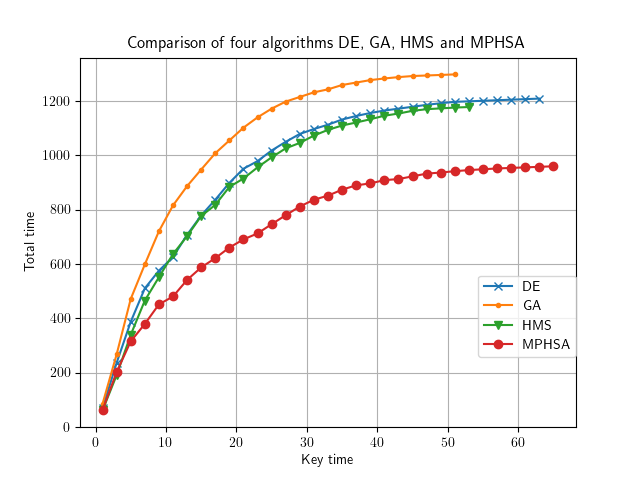 Comparison of four algorithms DE, GA, HMS and MPHSA
Total time
1200
1000
800
600
400
200
0
0 10 20 30 40 50 60
Key time
DE
GA
HMS
MPHSA